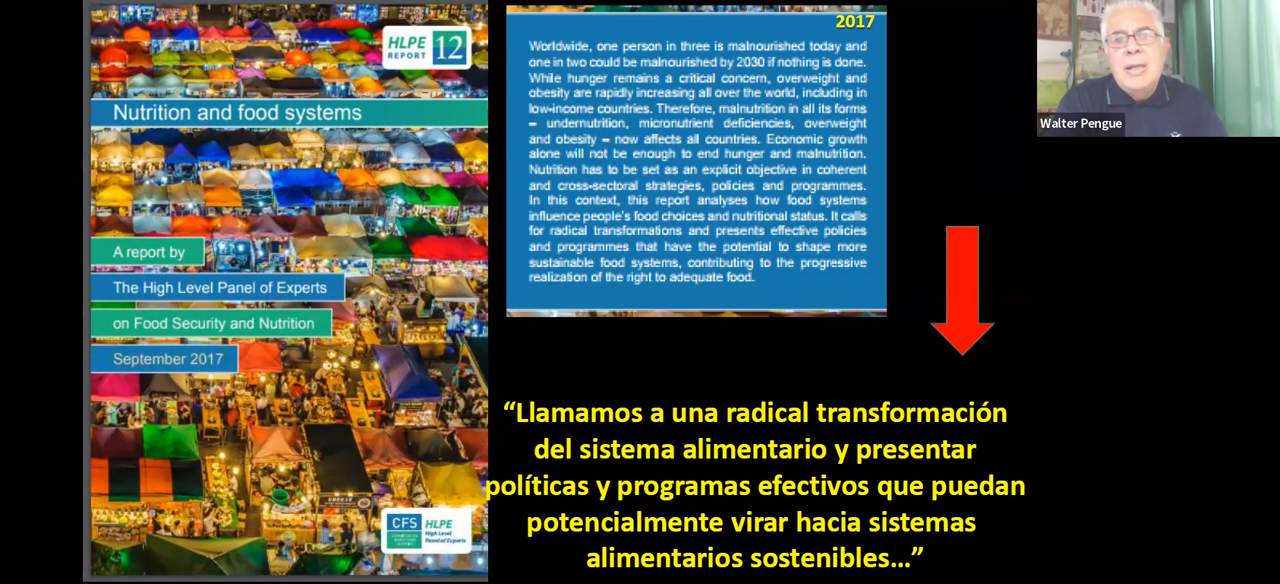 HLPE
REPORT
12
Nutrition and food systems
A report by
The High Level Panel of Experts
on Food Security and Nutrition
September 2017
CHEESE
CFS
HLPE
High Level
Panel of Experts
2017
Worldwide, one person in three is malnourished today and
one in two could be malnourished by 2030 if nothing is done.
While hunger remains a critical concern, overweight and
obesity are rapidly increasing all over the world, including in
low-income countries. Therefore, malnutrition in all its forms
– undernutrition, micronutrient deficiencies, overweight
and obesity – now affects all countries. Economic growth
alone will not be enough to end hunger and malnutrition.
Nutrition has to be set as an explicit objective in coherent
and cross-sectoral strategies, policies and programmes.
In this context, this report analyses how food systems
influence people's food choices and nutritional status. It calls
for radical transformations and presents effective policies
and programmes that have the potential to shape more
sustainable food systems, contributing to the progressive
realization of the right to adequate food.
“Llamamos a una radical transformación
del sistema alimentario y presentar
políticas y programas efectivos que puedan
potencialmente virar hacia sistemas
alimentarios sostenibles...”
Walter Pengue